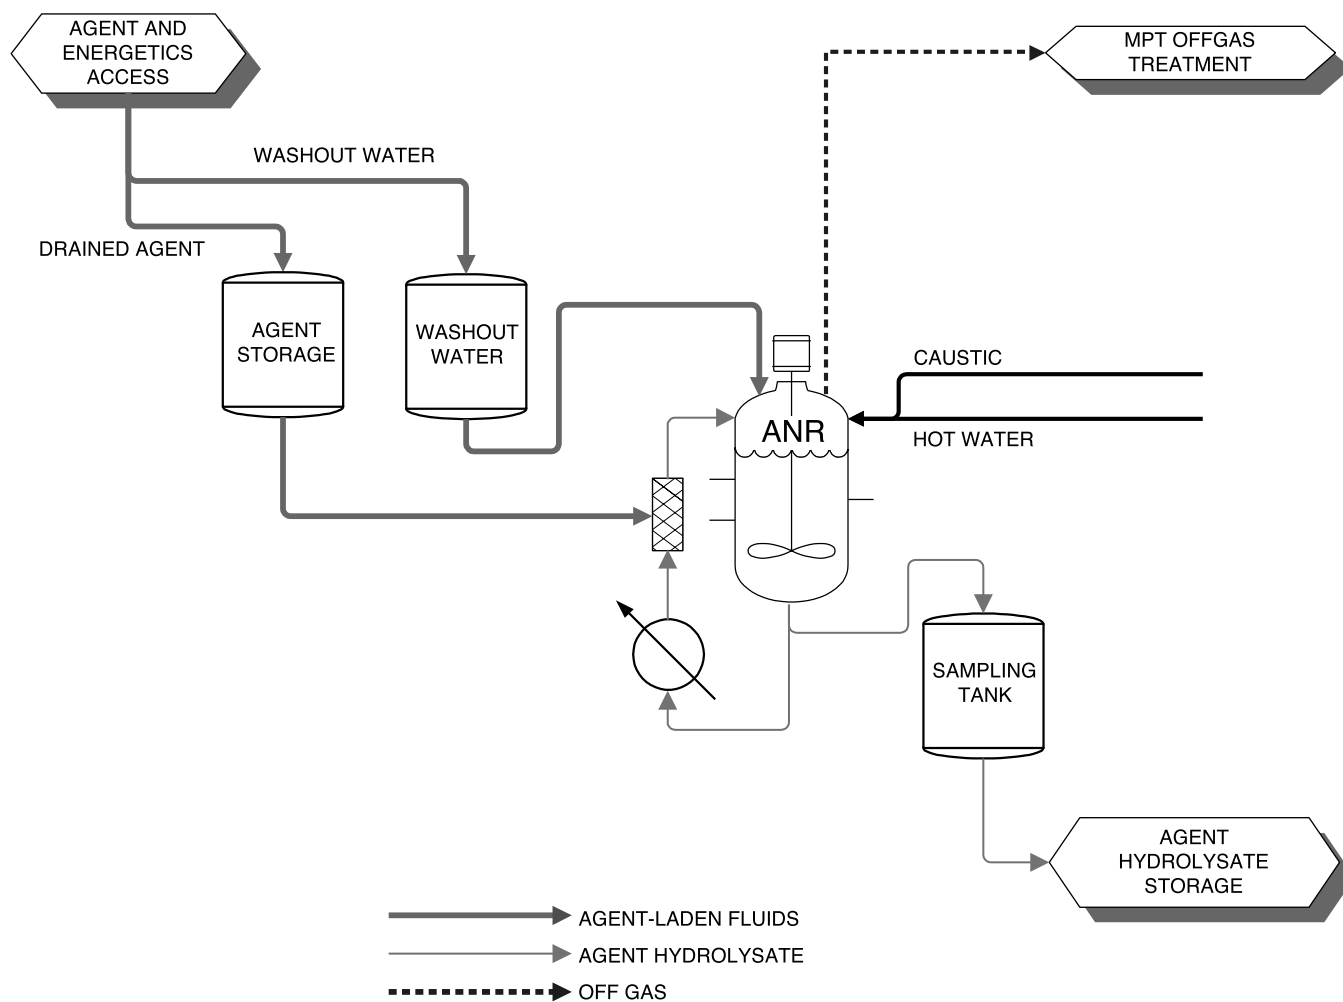 AGENT AND
ENERGETICS
ACCESS
MPT OFFGAS
TREATMENT
WASHOUT WATER
DRAINED AGENT
AGENT
STORAGE
WASHOUT
WATER
CAUSTIC
ANR
HOT WATER
SAMPLING
TANK
AGENT
HYDROLYSATE
STORAGE
AGENT-LADEN FLUIDS
AGENT HYDROLYSATE
OFF GAS